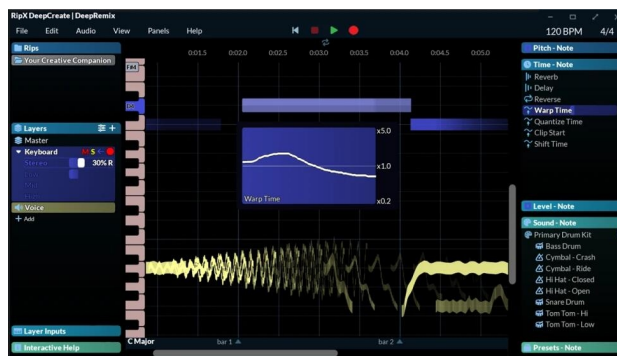 RipX DeepCreate | DeepRemix
File Edit Audio View Panels Help
120 BPM 4/4
Rips
Your Creative Companion
0:01.5 0:02.0 0:02.5 0:03.0 0:03.5 0:04.0 0:04.5 0:05.0
F#4
Layers
Master
Keyboard M S
Stereo 30% R
Voice
+ Add
Layer Inputs
Interactive Help
x5.0
x1.0
x0.2
Warp Time
C Major bar 1 bar 2
Pitch - Note
Time - Note
Reverb
Delay
Reverse
Warp Time
Quantize Time
Clip Start
Shift Time
Level - Note
Sound - Note
Primary Drum Kit
Bass Drum
Cymbal - Crash
Cymbal - Ride
Hi Hat - Closed
Hi Hat - Open
Snare Drum
Tom Tom - Hi
Tom Tom - Low
Presets - Note